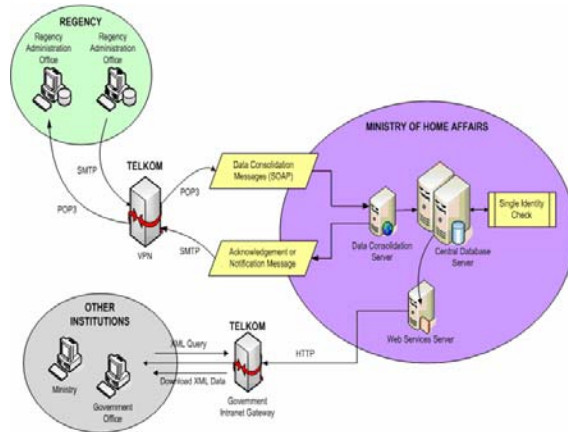 REGENCY
Regency
Administration
Office
Regency
Administration
Office
SMTP
POP3
TELKOM
VPN
POP3
SMTP
Data Consolidation
Messages (SOAP)
Acknowledgement or
Notification Message
MINISTRY OF HOME AFFAIRS
Data Consolidation
Server
Central Database
Server
Single Identity
Check
Web Services Server
HTTP
OTHER
INSTITUTIONS
Ministry
Government
Office
XML Query
Download XML Data
TELKOM
Government
Intranet Gateway